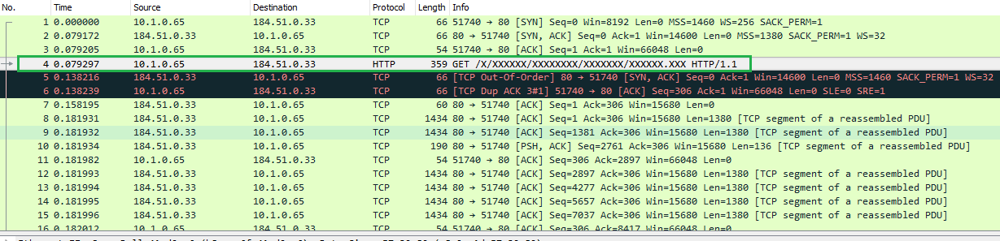 No. Time Source Destination Protocol Length Info
1 0.000000 10.1.0.65 184.51.0.33 TCP 66 51740 → 80 [SYN] Seq=0 Win=8192 Len=0 MSS=1460 WS=256 SACK_PERM=1
2 0.079172 184.51.0.33 10.1.0.65 TCP 66 80 → 51740 [SYN, ACK] Seq=0 Ack=1 Win=14600 Len=0 MSS=1380 SACK_PERM=1 WS=32
3 0.079205 10.1.0.65 184.51.0.33 TCP 54 51740 → 80 [ACK] Seq=1 Ack=1 Win=66048 Len=0
4 0.079297 10.1.0.65 184.51.0.33 HTTP 359 GET /X/XXXXXX/XXXXXXXX/XXXXXXX/XXXXXX.XXX HTTP/1.1
5 0.138216 184.51.0.33 10.1.0.65 TCP 66 [TCP Out-Of-Order] 80 → 51740 [SYN, ACK] Seq=0 Ack=1 Win=14600 Len=0 MSS=1460 SACK_PERM=1 WS=32
6 0.138239 10.1.0.65 184.51.0.33 TCP 66 [TCP Dup ACK 3#1] 51740 → 80 [ACK] Seq=306 Ack=1 Win=66048 Len=0 SLE=0 SRE=1
7 0.158195 184.51.0.33 10.1.0.65 TCP 60 80 → 51740 [ACK] Seq=1 Ack=306 Win=15680 Len=0
8 0.181931 184.51.0.33 10.1.0.65 TCP 1434 80 → 51740 [ACK] Seq=1 Ack=306 Win=15680 Len=1380 [TCP segment of a reassembled PDU]
9 0.181932 184.51.0.33 10.1.0.65 TCP 1434 80 → 51740 [ACK] Seq=1381 Ack=306 Win=15680 Len=1380 [TCP segment of a reassembled PDU]
10 0.181934 184.51.0.33 10.1.0.65 TCP 190 80 → 51740 [PSH, ACK] Seq=2761 Ack=306 Win=15680 Len=136 [TCP segment of a reassembled PDU]
11 0.181982 10.1.0.65 184.51.0.33 TCP 54 51740 → 80 [ACK] Seq=306 Ack=2897 Win=66048 Len=0
12 0.181993 184.51.0.33 10.1.0.65 TCP 1434 80 → 51740 [ACK] Seq=2897 Ack=306 Win=15680 Len=1380 [TCP segment of a reassembled PDU]
13 0.181994 184.51.0.33 10.1.0.65 TCP 1434 80 → 51740 [ACK] Seq=4277 Ack=306 Win=15680 Len=1380 [TCP segment of a reassembled PDU]
14 0.181995 184.51.0.33 10.1.0.65 TCP 1434 80 → 51740 [ACK] Seq=5657 Ack=306 Win=15680 Len=1380 [TCP segment of a reassembled PDU]
15 0.181996 184.51.0.33 10.1.0.65 TCP 1434 80 → 51740 [ACK] Seq=7037 Ack=306 Win=15680 Len=1380 [TCP segment of a reassembled PDU]
16 0.182012 10.1.0.65 184.51.0.33 TCP 54 51740 → 80 [ACK] Seq=306 Ack=8417 Win=66048 Len=0